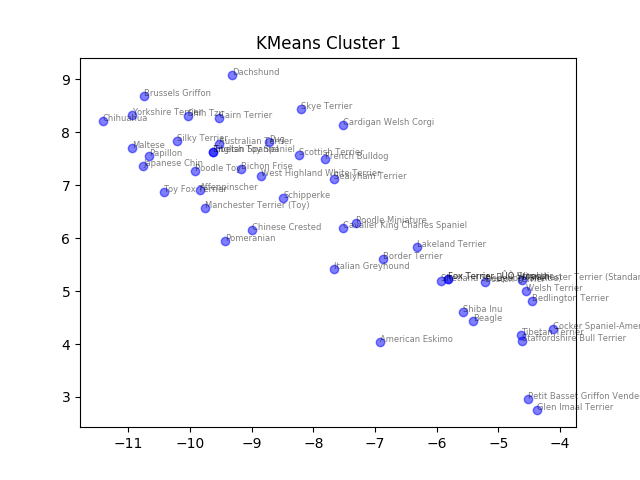 KMeans Cluster 1
Dachshund
Brussels Griffon
Skye Terrier
Yorkshire Terrier
Shih Tzu
Cairn Terrier
Chihuahua
Cardigan Welsh Corgi
Silky Terrier
Australian Terrier
Pug
Maltese
Papillon
Scottish Terrier
French Bulldog
Japanese Chin
Poodle Toy
Bichon Frise
West Highland White Terrier
Sealyham Terrier
Toy Fox Terrier
Affenpinscher
Schipperke
Manchester Terrier (Toy)
Poodle Miniature
Chinese Crested
Cavalier King Charles Spaniel
Pomeranian
Lakeland Terrier
Border Terrier
Italian Greyhound
Welsh Terrier
Bedlington Terrier
Shiba Inu
Beagle
Cocker Spaniel-Amer
Tibetan Terrier
Staffordshire Bull Terrier
American Eskimo
Petit Basset Griffon Vende
Glen Imaal Terrier
9
8
7
6
5
4
3
−11
−10
−9
−8
−7
−6
−5
−4